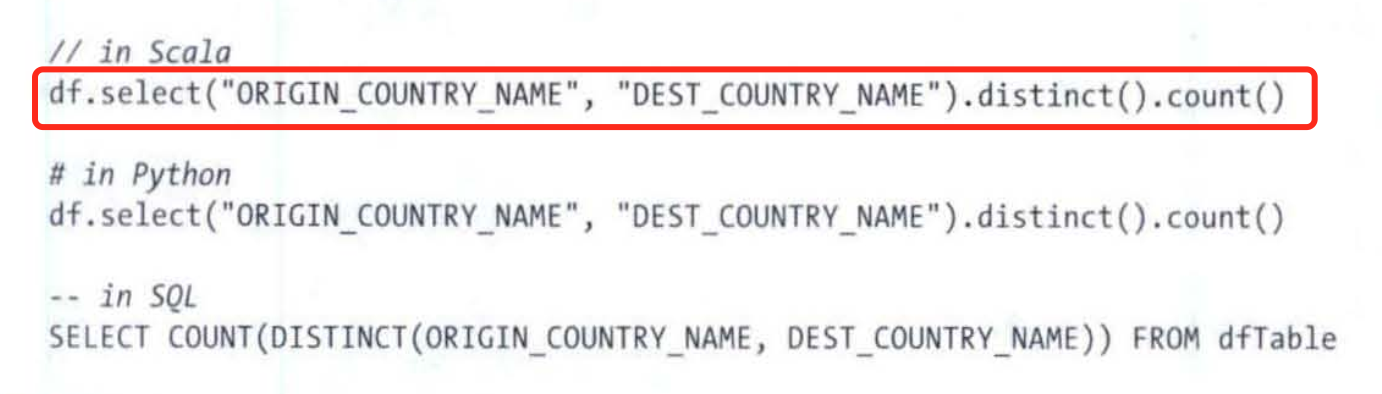 // in Scala
df.select("ORIGIN_COUNTRY_NAME", "DEST_COUNTRY_NAME").distinct().count()
# in Python
df.select("ORIGIN_COUNTRY_NAME", "DEST_COUNTRY_NAME").distinct().count()
-- in SQL
SELECT COUNT(DISTINCT(ORIGIN_COUNTRY_NAME, DEST_COUNTRY_NAME)) FROM dfTable